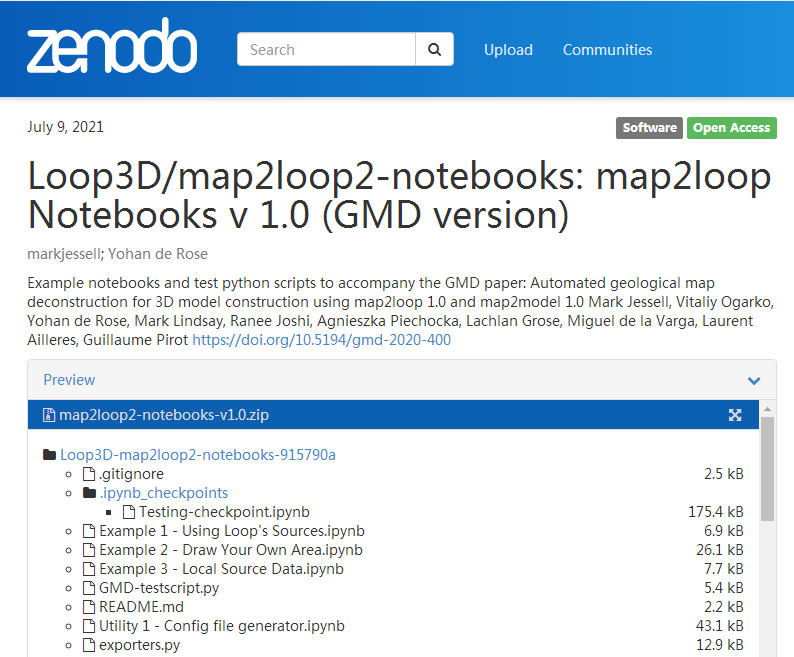 zenodo
Search
Upload
Communities
July 9, 2021
Software
Open Access
Loop3D/map2loop2-notebooks: map2loop
Notebooks v 1.0 (GMD version)
markjessell; Yohan de Rose
Example notebooks and test python scripts to accompany the GMD paper: Automated geological map
deconstruction for 3D model construction using map2loop 1.0 and map2model 1.0 Mark Jessell, Vitaliy Ogarko,
Yohan de Rose, Mark Lindsay, Ranee Joshi, Agnieszka Piechocka, Lachlan Grose, Miguel de la Varga, Laurent
Ailleres, Guillaume Pirot https://doi.org/10.5194/gmd-2020-400
Preview
map2loop2-notebooks-v1.0.zip
Loop3D-map2loop2-notebooks-915790a
.gitignore 2.5 kB
.ipynb_checkpoints
Testing-checkpoint.ipynb 175.4 kB
Example 1 - Using Loop's Sources.ipynb 6.9 kB
Example 2 - Draw Your Own Area.ipynb 26.1 kB
Example 3 - Local Source Data.ipynb 7.7 kB
GMD-testscript.py 5.4 kB
README.md 2.2 kB
Utility 1 - Config file generator.ipynb 43.1 kB
exporters.py 12.9 kB